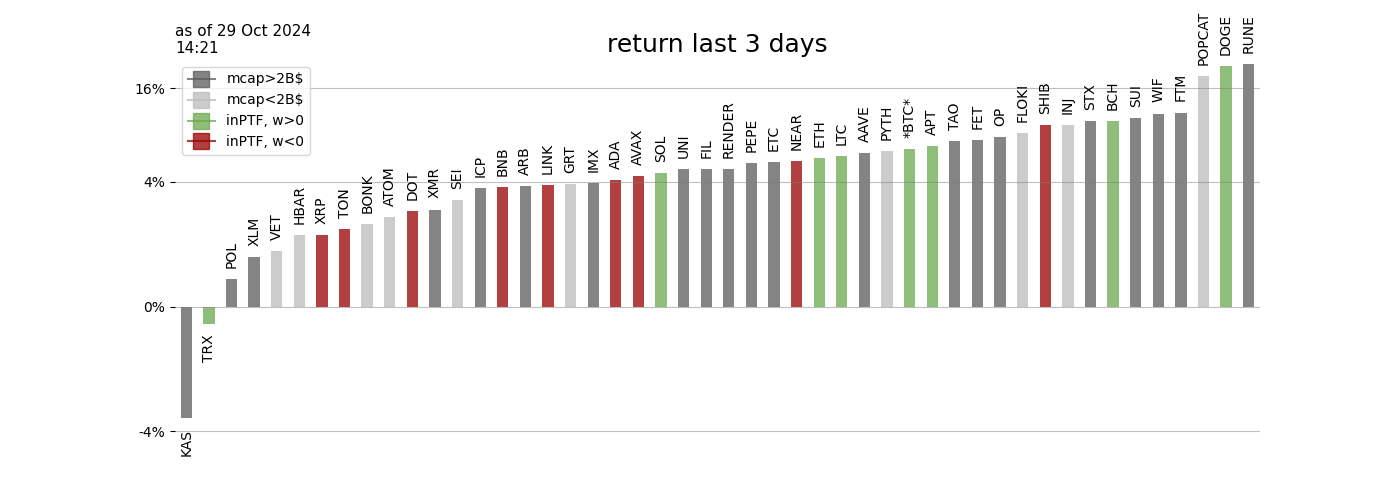 as of 29 Oct 2024
14:21
return last 3 days
mcap>2B$
mcap<2B$
inPTF, w>0
inPTF, w<0
16%
4%
0%
-4%
KAS
TRX
POL
XLM
VET
HBAR
XRP
TON
BONK
ATOM
DOT
XMR
SEI
ICP
BNB
ARB
LINK
GRT
IMX
ADA
AVAX
SOL
UNI
FIL
RENDER
PEPE
ETC
NEAR
ETH
LTC
AAVE
PYTH
*BTC*
APT
TAO
FET
OP
FLOKI
SHIB
INJ
STX
BCH
SUI
WIF
FTM
POPCAT
DOGE
RUNE